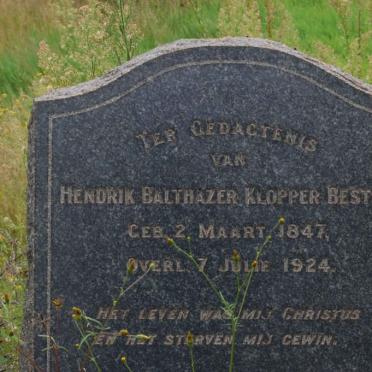 TER GEDACTENIS
VAN
HENDRIK BALTHAZER KLOPPER BEST
GEB. 2. MAART. 1847.
OVERL. 7 JULIE 1924.
HET LEVEN WAS MIJ CHRISTUS
EN HET STERVEN MIJ GEWIN.